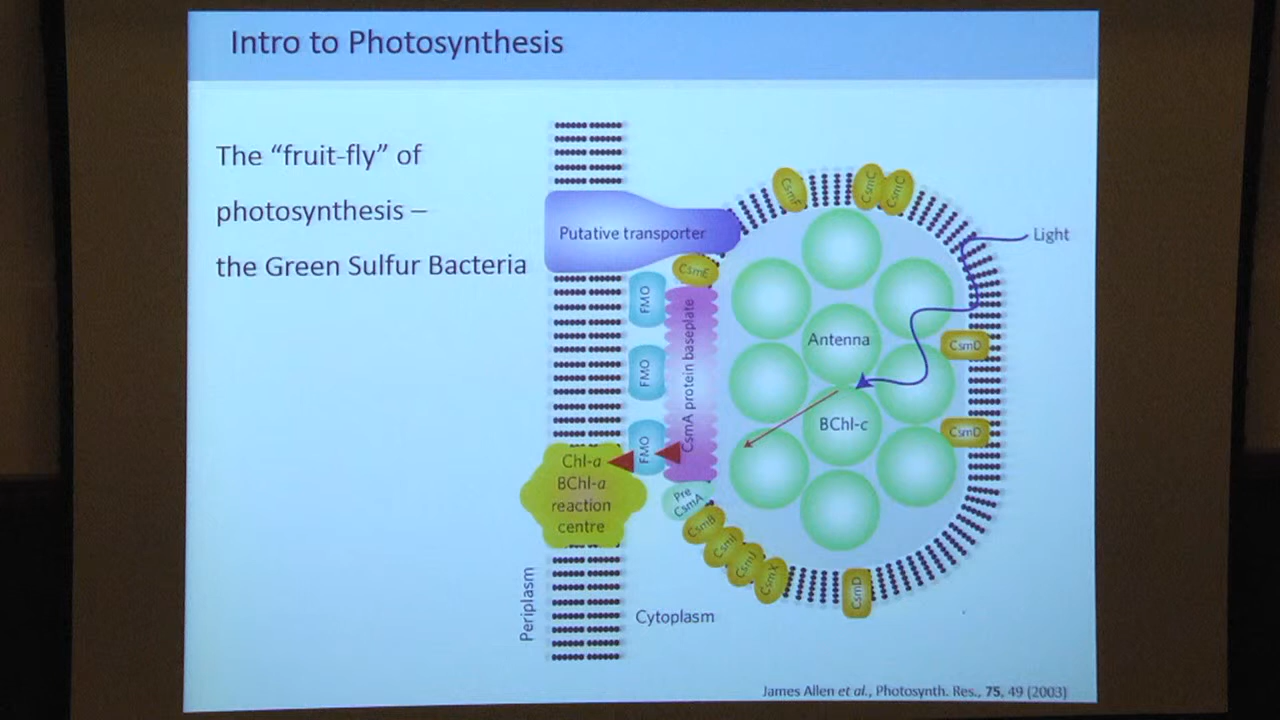 Intro to Photosynthesis
The “fruit-fly” of
photosynthesis –
the Green Sulfur Bacteria
Putative transporter
CsmF
CsmC
CsmC
Light
CsmE
FMO
FMO
FMO
CsmA protein baseplate
Antenna
BChl-c
CsmD
CsmD
Chl-a
BChl-a
reaction
centre
Pre
CsmA
CsmB
CsmI
CsmJ
CsmX
CsmD
Periplasm
Cytoplasm
James Allen et al., Photosynth. Res., 75, 49 (2003)